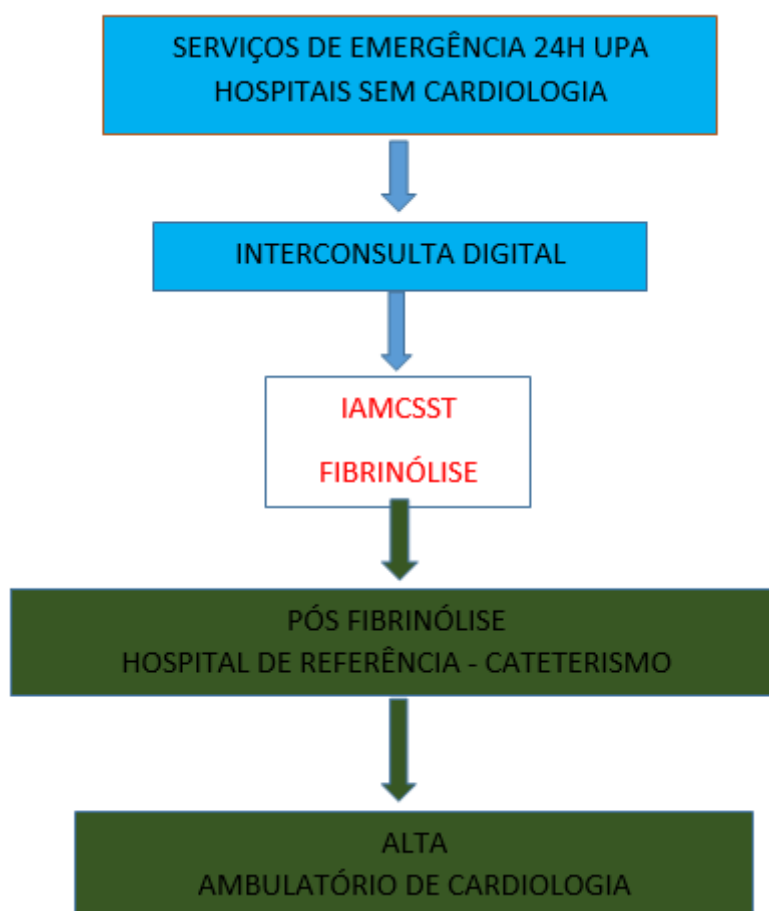 SERVIÇOS DE EMERGÊNCIA 24H UPA
HOSPITAIS SEM CARDIOLOGIA
INTERCONSULTA DIGITAL
IAMCSST
FIBRINÓLISE
PÓS FIBRINÓLISE
HOSPITAL DE REFERÊNCIA - CATETERISMO
ALTA
AMBULATÓRIO DE CARDIOLOGIA